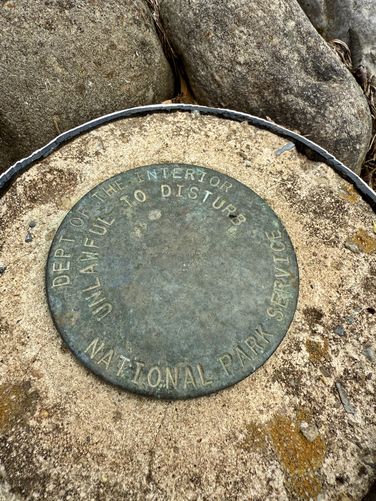 DEPT OF THE INTERIOR
UNLAWFUL TO DISTURB
NATIONAL PARK SERVICE